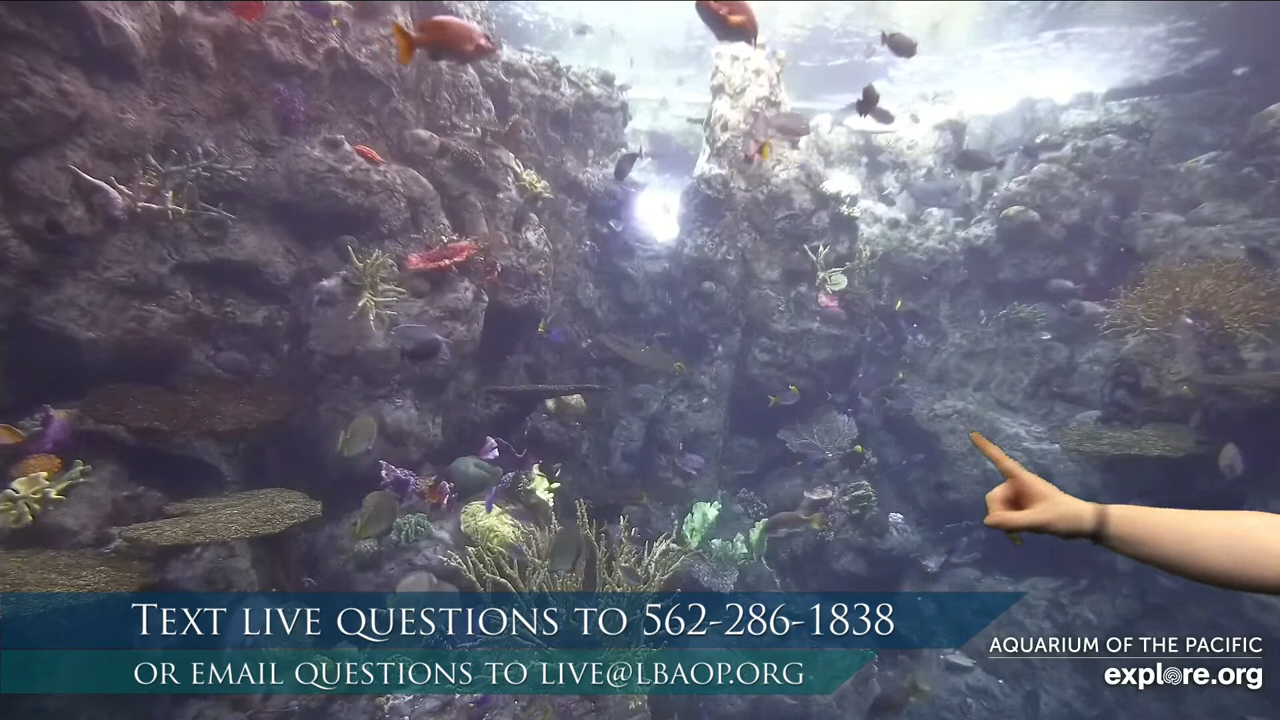 TEXT LIVE QUESTIONS TO 562-286-1838
OR EMAIL QUESTIONS TO LIVE@LBAOP.ORG
AQUARIUM OF THE PACIFIC
explore.org